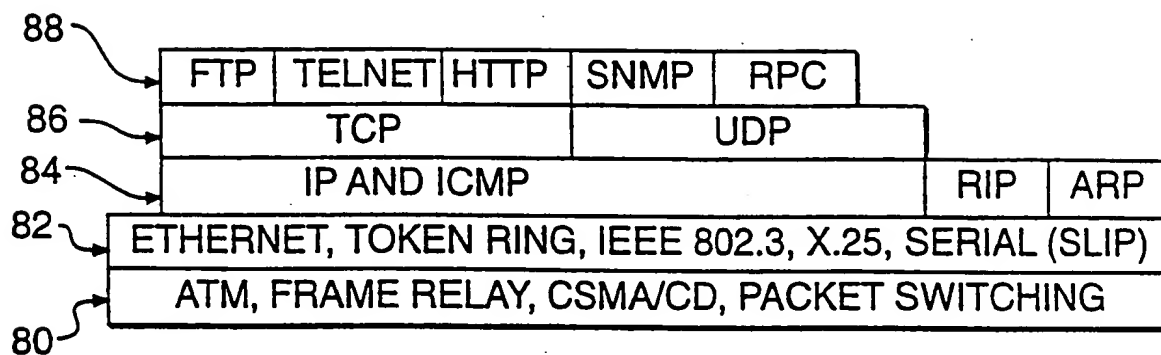 88 FTP TELNET HTTP SNMP RPC
86 TCP UDP
84 IP AND ICMP RIP ARP
82 ETHERNET, TOKEN RING, IEEE 802.3, X.25, SERIAL (SLIP)
80 ATM, FRAME RELAY, CSMA/CD, PACKET SWITCHING